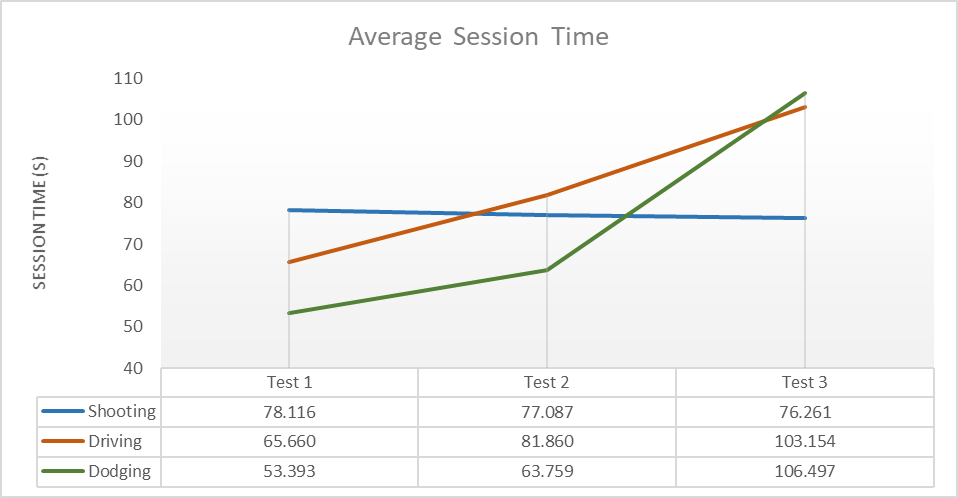 Average Session Time
SESSION TIME (S)
110
100
90
80
70
60
50
40
Test 1 Test 2 Test 3
Shooting 78.116 77.087 76.261
Driving 65.660 81.860 103.154
Dodging 53.393 63.759 106.497